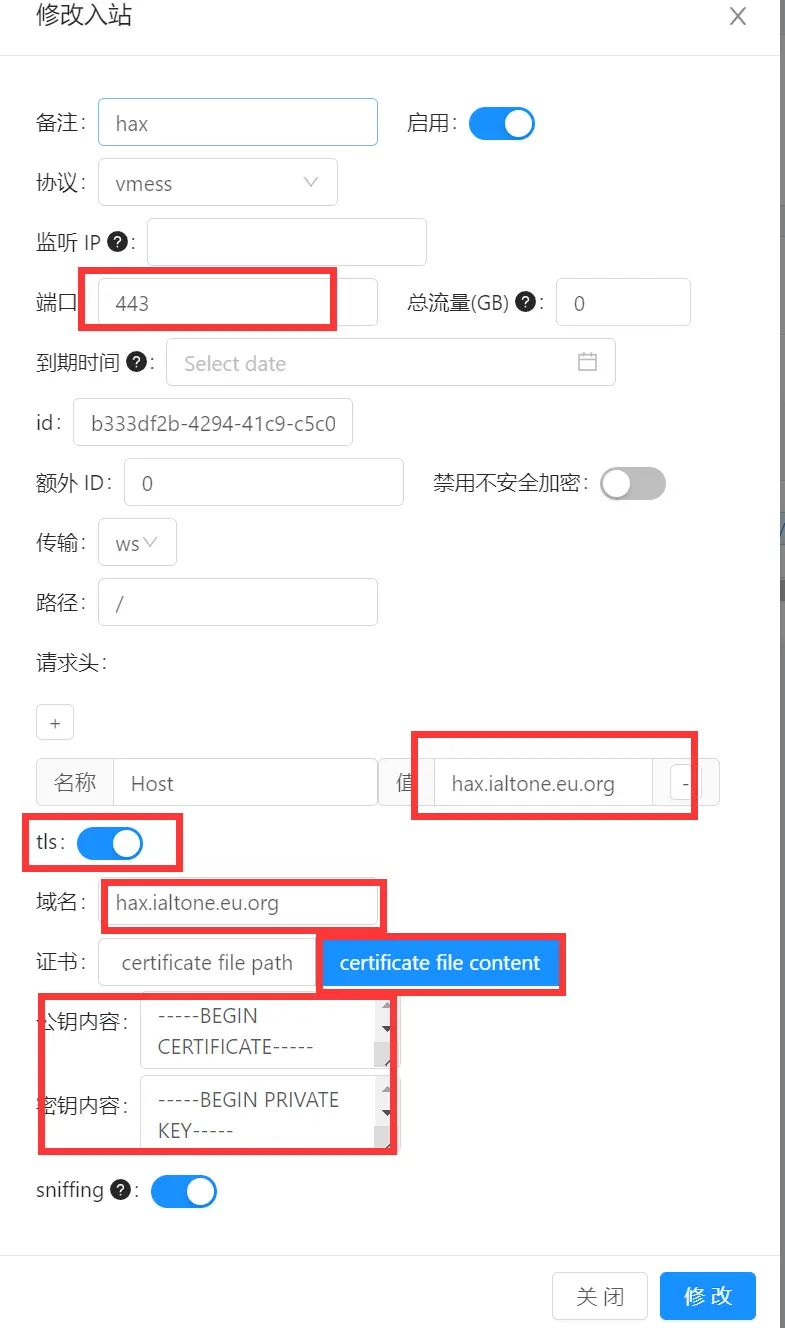 修改入站
备注: hax 启用:
协议: vmess
监听 IP ?:
端口 443 总流量(GB) ?: 0
到期时间 ?: Select date
id: b333df2b-4294-41c9-c5c0
额外 ID: 0 禁用不安全加密:
传输: ws
路径: /
请求头:
+
名称 Host 值 hax.ialtone.eu.org -
tls:
域名: hax.ialtone.eu.org
证书: certificate file path certificate file content
公钥内容: -----BEGIN
CERTIFICATE-----
密钥内容: -----BEGIN PRIVATE
KEY-----
sniffing ?:
关 闭 修 改